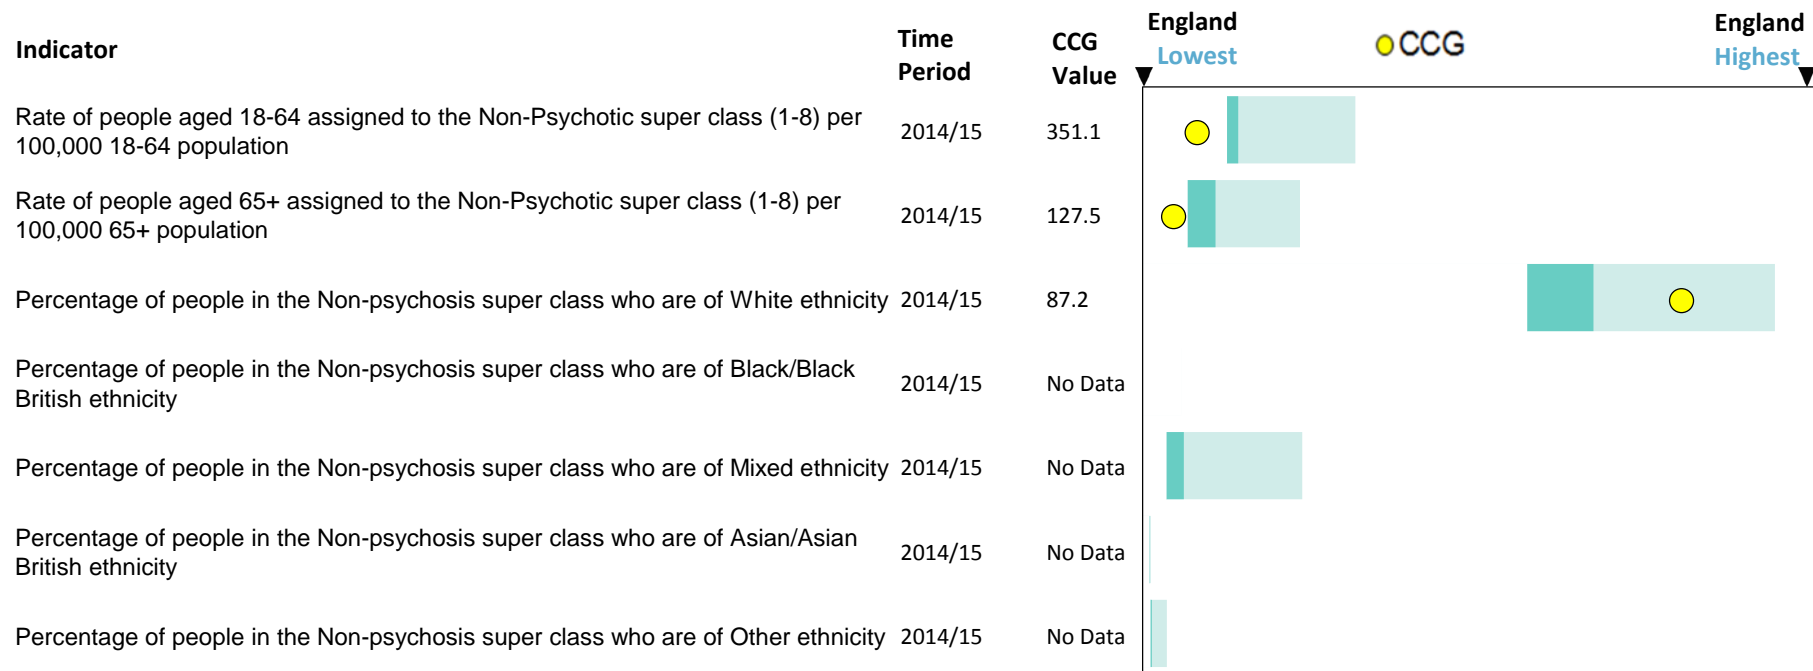 Indicator
Time
Period
CCG
Value
England
Lowest
CCG
England
Highest
Rate of people aged 18-64 assigned to the Non-Psychotic super class (1-8) per
100,000 18-64 population
2014/15
351.1
Rate of people aged 65+ assigned to the Non-Psychotic super class (1-8) per
100,000 65+ population
2014/15
127.5
Percentage of people in the Non-psychosis super class who are of White ethnicity
2014/15
87.2
Percentage of people in the Non-psychosis super class who are of Black/Black
British ethnicity
2014/15
No Data
Percentage of people in the Non-psychosis super class who are of Mixed ethnicity
2014/15
No Data
Percentage of people in the Non-psychosis super class who are of Asian/Asian
British ethnicity
2014/15
No Data
Percentage of people in the Non-psychosis super class who are of Other ethnicity
2014/15
No Data